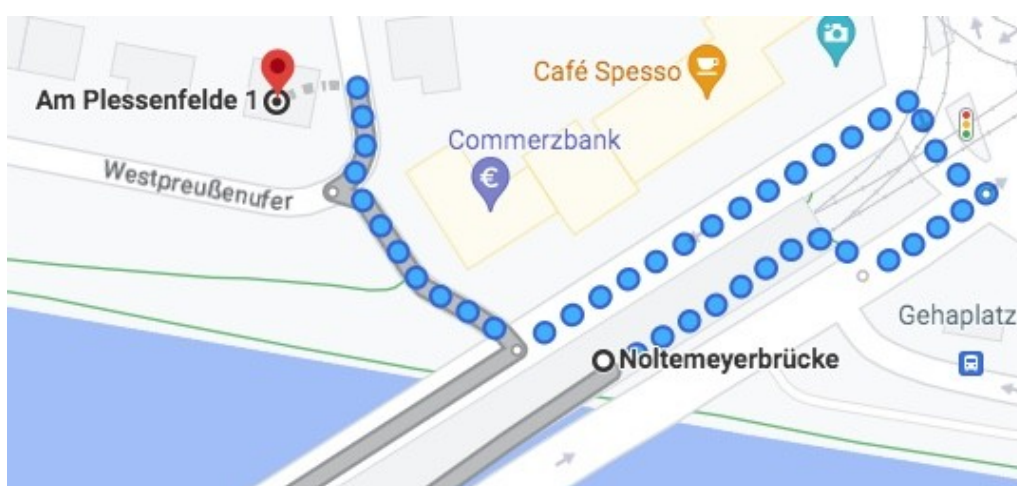 Café Spesso
Am Plessenfelde 1
Commerzbank
€
Westpreußenufer
Gehaplatz
Noltemeyerbrücke